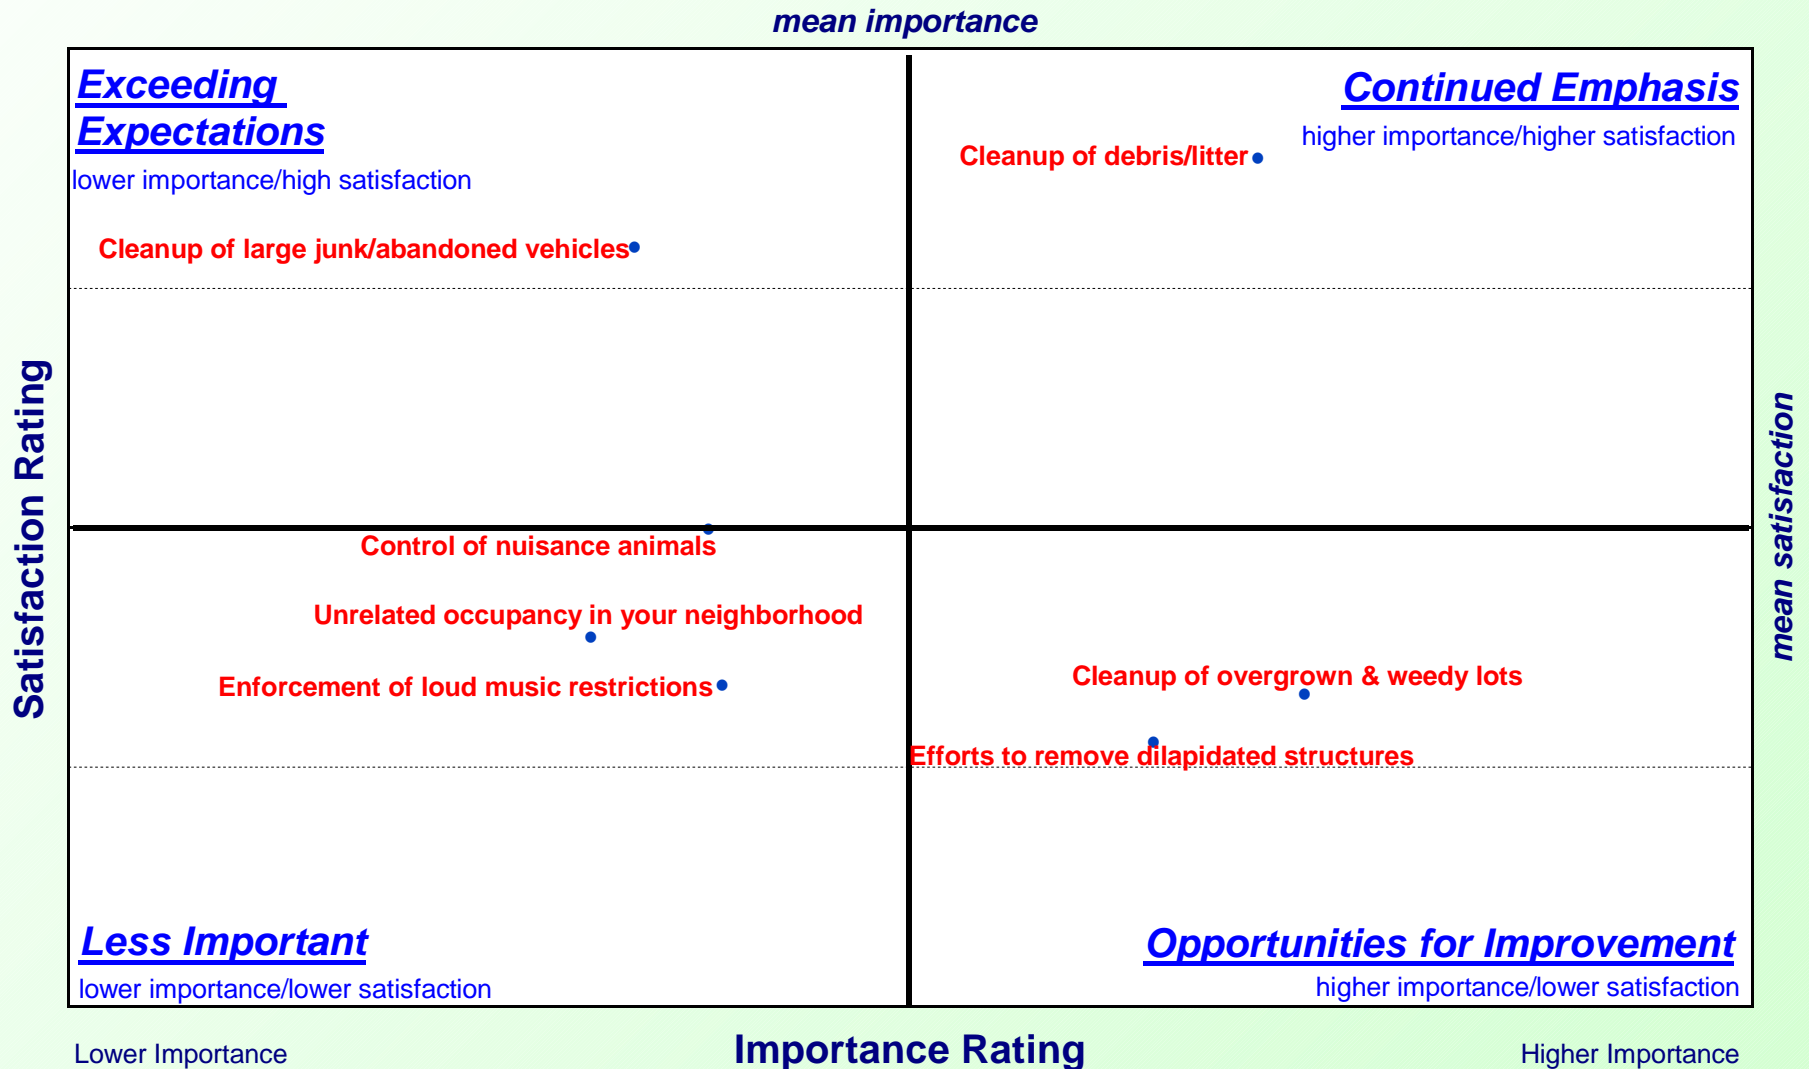 mean importance
Exceeding
Expectations
lower importance/high satisfaction
Continued Emphasis
higher importance/higher satisfaction
Cleanup of debris/litter
Cleanup of large junk/abandoned vehicles
Satisfaction Rating
mean satisfaction
Control of nuisance animals
Unrelated occupancy in your neighborhood
Enforcement of loud music restrictions
Cleanup of overgrown & weedy lots
Efforts to remove dilapidated structures
Less Important
lower importance/lower satisfaction
Opportunities for Improvement
higher importance/lower satisfaction
Lower Importance
Importance Rating
Higher Importance